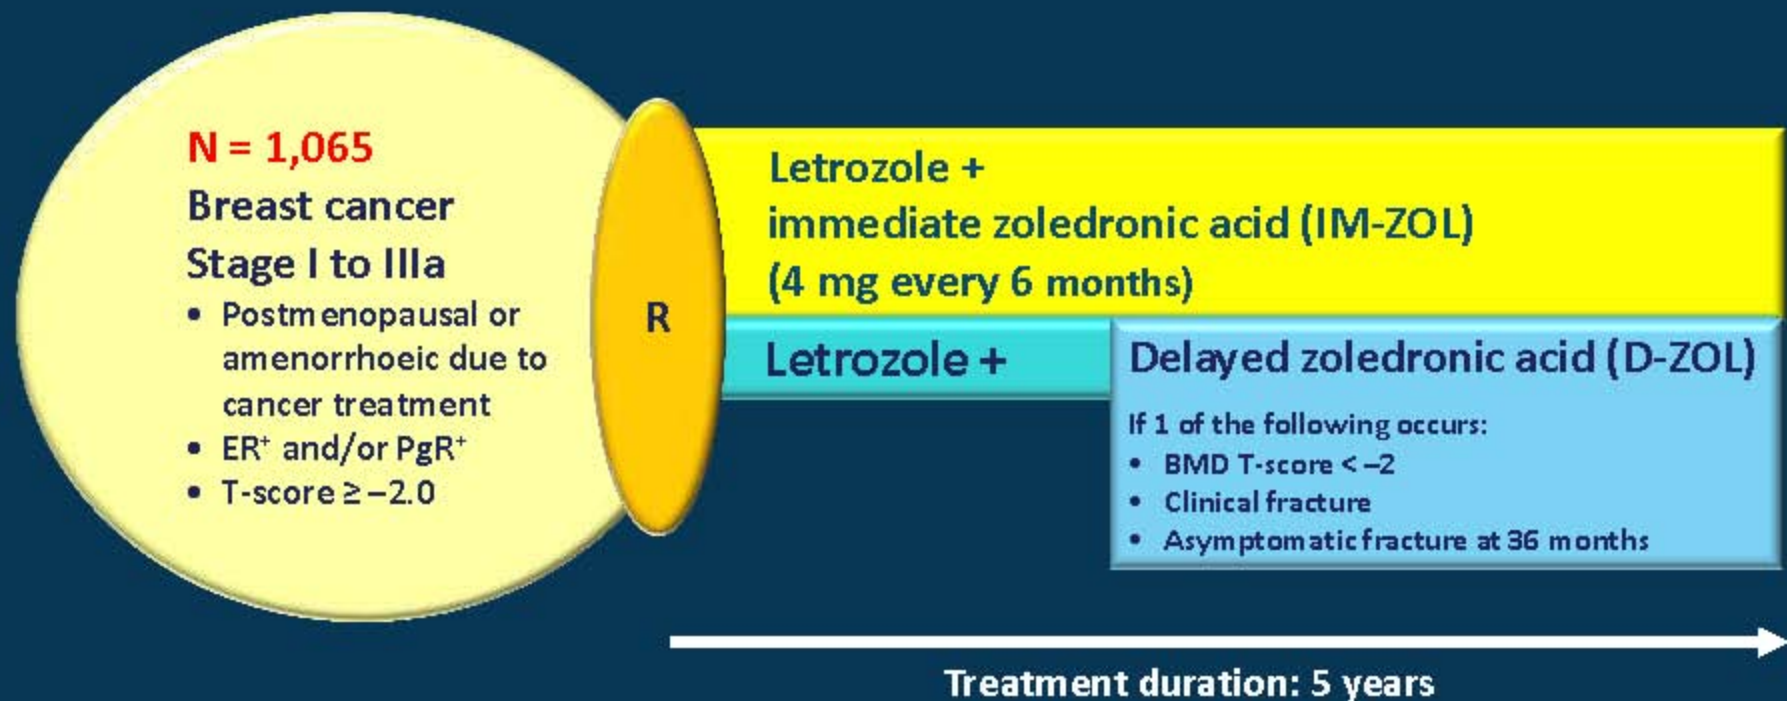 N = 1,065
Breast cancer
Stage I to IIIa
• Postmenopausal or
amenorrhoeic due to
cancer treatment
• ER⁺ and/or PgR⁺
• T-score ≥ –2.0
R
Letrozole +
immediate zoledronic acid (IM-ZOL)
(4 mg every 6 months)
Letrozole +
Delayed zoledronic acid (D-ZOL)
If 1 of the following occurs:
• BMD T-score < –2
• Clinical fracture
• Asymptomatic fracture at 36 months
Treatment duration: 5 years